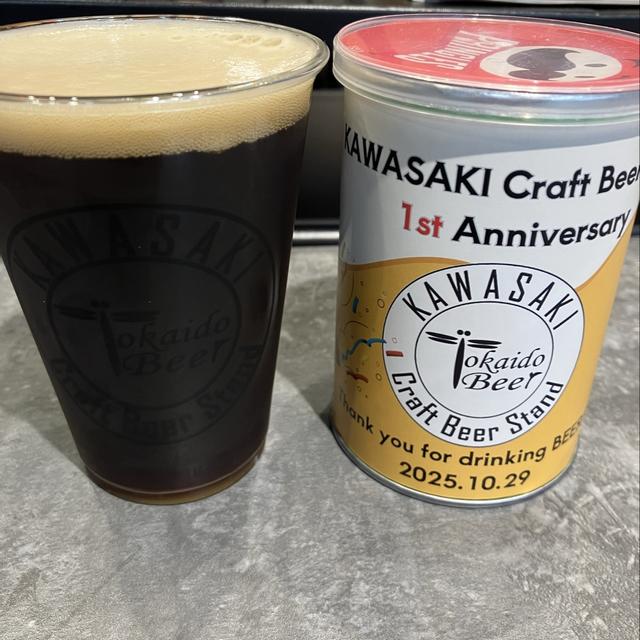 KAWASAKI
Tokaido
Beer
Craft Beer Stand
KAWASAKI Craft Beer
1st Anniversary
KAWASAKI
Tokaido
Beer
Craft Beer Stand
Thank you for drinking BEER
2025.10.29